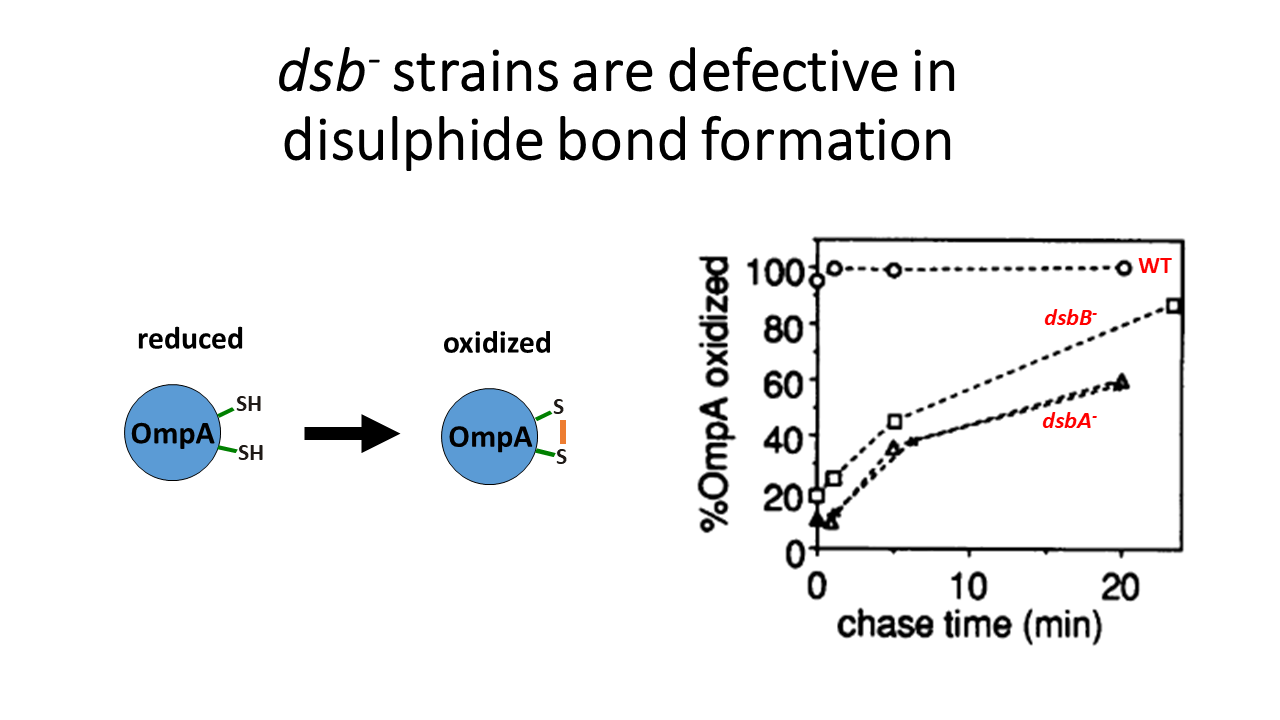 dsb- strains are defective in
disulphide bond formation
reduced
OmpA
SH
SH
oxidized
OmpA
S
S
%OmpA oxidized
100
80
60
40
20
0
WT
dsbB-
dsbA-
0 10 20
chase time (min)